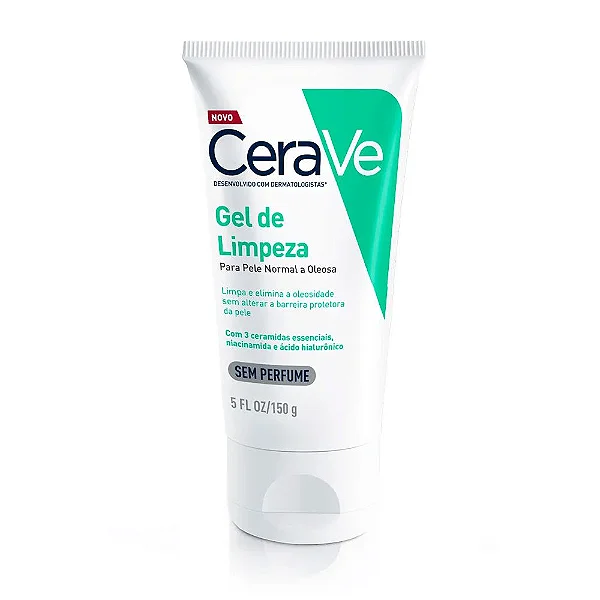 NOVO
CeraVe
DESENVOLVIDO COM DERMATOLOGISTAS*
Gel de
Limpeza
Para Pele Normal a Oleosa
Limpa e elimina a oleosidade
sem alterar a barreira protetora
da pele
Com 3 ceramidas essenciais,
niacinamida e ácido hialurônico
SEM PERFUME
5 FL OZ/150 g